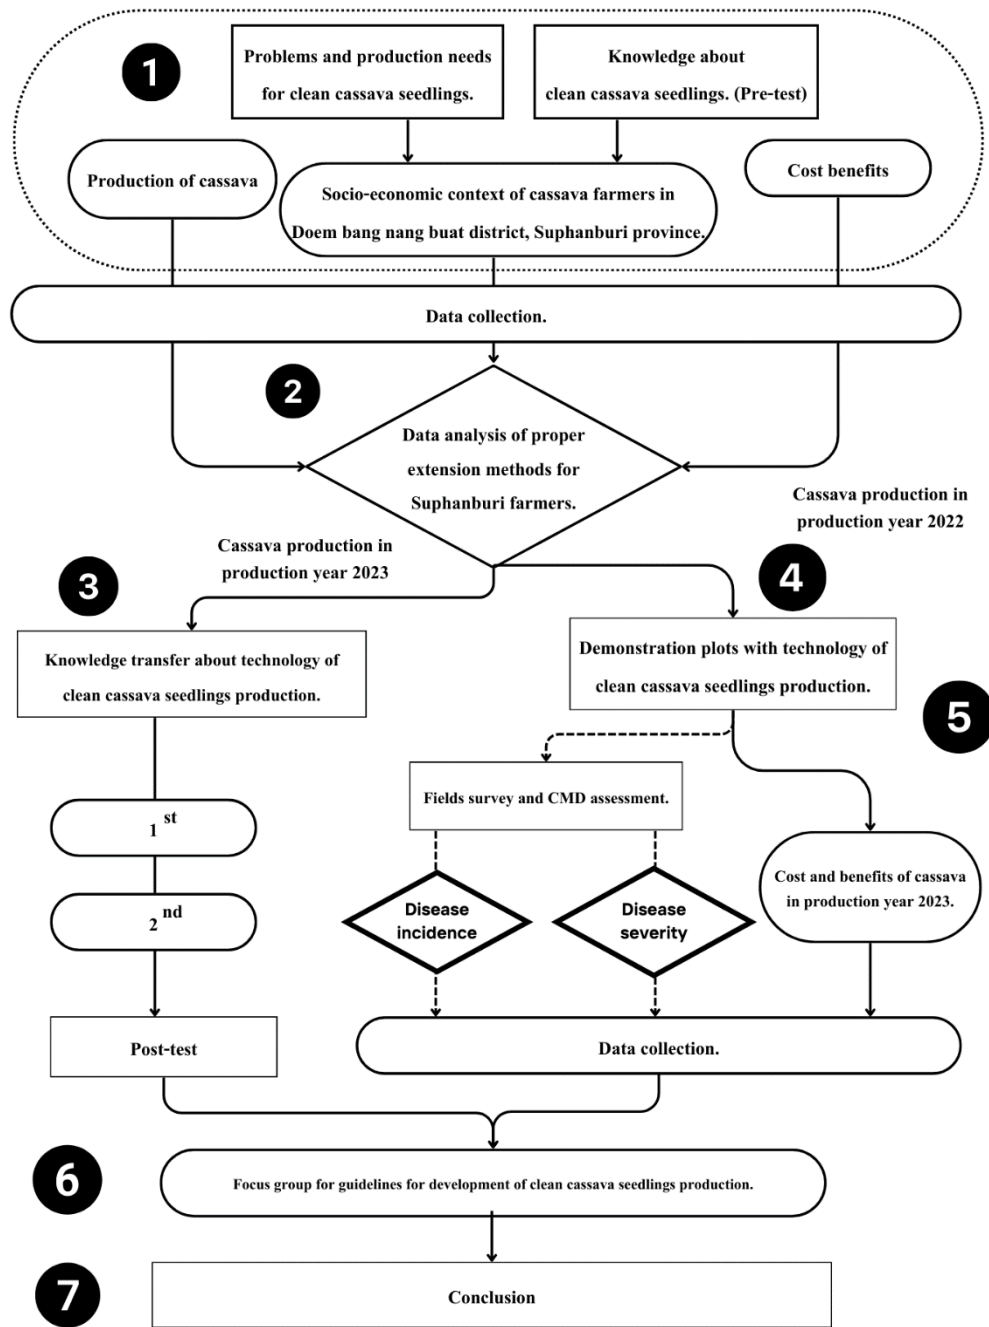 1
Problems and production needs
for clean cassava seedlings.
Knowledge about
clean cassava seedlings. (Pre-test)
Production of cassava
Socio-economic context of cassava farmers in
Doem bang nang buat district, Suphanburi province.
Cost benefits
Data collection.
2
Data analysis of proper
extension methods for
Suphanburi farmers.
Cassava production in
production year 2022
Cassava production in
production year 2023
3
4
Knowledge transfer about technology of
clean cassava seedlings production.
Demonstration plots with technology of
clean cassava seedlings production.
5
Fields survey and CMD assessment.
1st
2nd
Disease
incidence
Disease
severity
Cost and benefits of cassava
in production year 2023.
Post-test
Data collection.
6
Focus group for guidelines for development of clean cassava seedlings production.
7
Conclusion